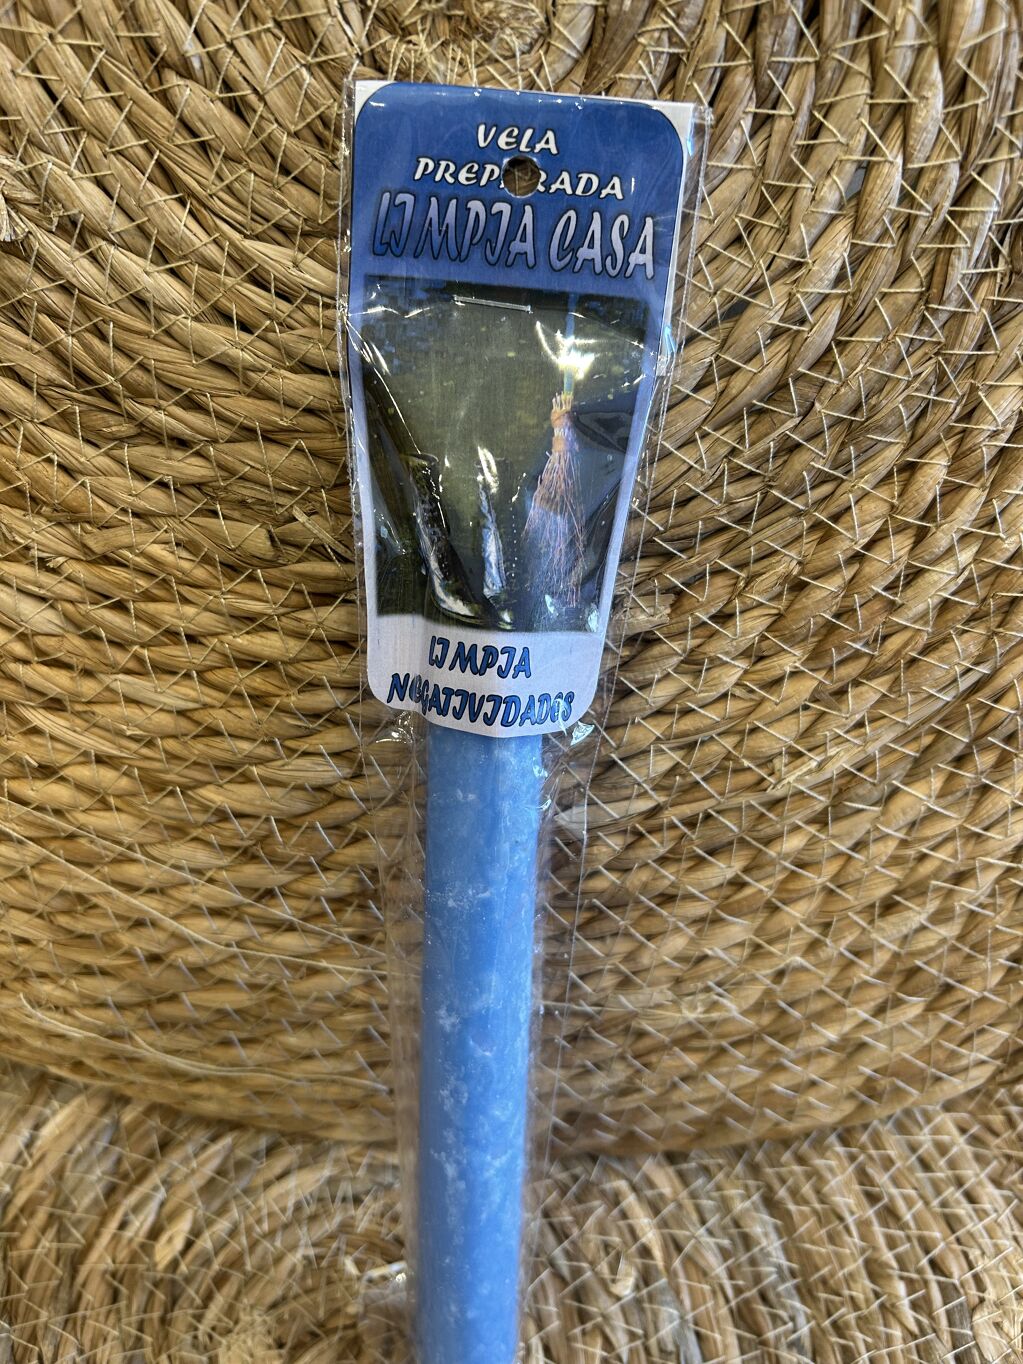 VELA
PREPARADA
LIMPIA CASA
LIMPIA
NEGATIVIDADES